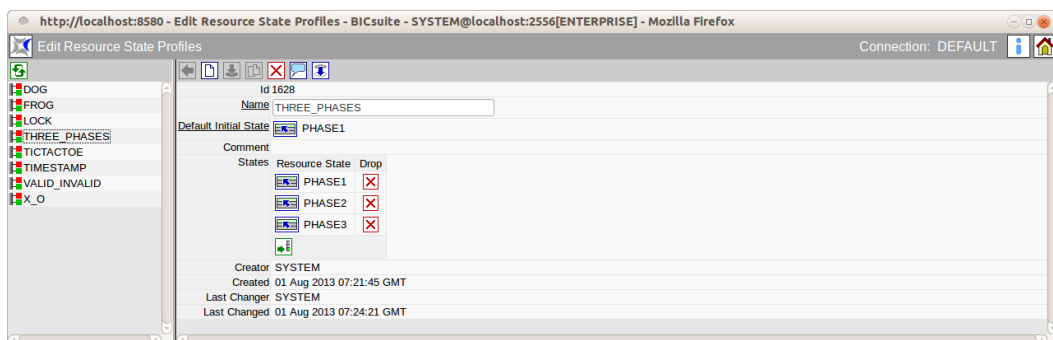 http://localhost:8580 - Edit Resource State Profiles - BICsuite - SYSTEM@localhost:2556[ENTERPRISE] - Mozilla Firefox
Edit Resource State Profiles
Connection: DEFAULT
DOG
FROG
LOCK
THREE_PHASES
TICTACTOE
TIMESTAMP
VALID_INVALID
X_O
Id 1628
Name THREE_PHASES
Default Initial State PHASE1
Comment
States Resource State Drop
PHASE1
PHASE2
PHASE3
Creator SYSTEM
Created 01 Aug 2013 07:21:45 GMT
Last Changer SYSTEM
Last Changed 01 Aug 2013 07:24:21 GMT